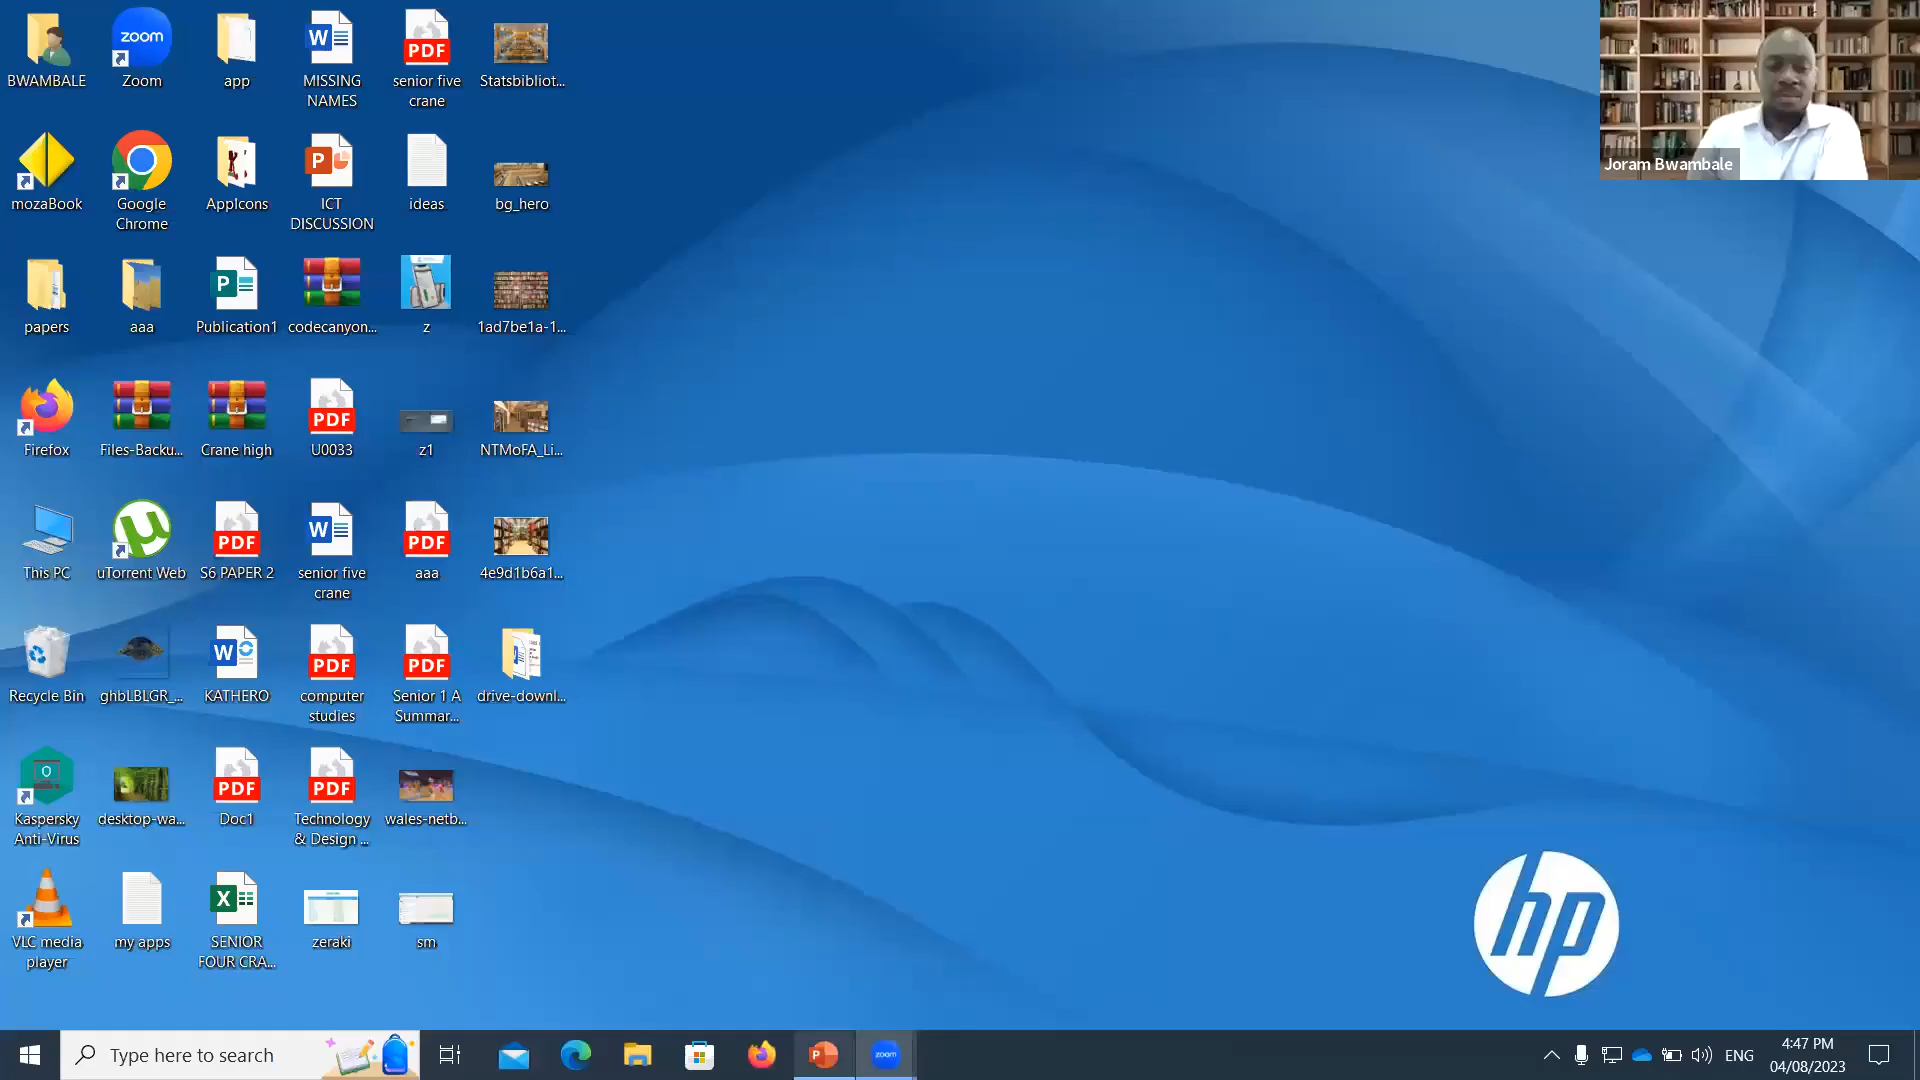 BWAMBALE
Zoom
app
MISSING
NAMES
senior five
crane
Statsbibliot...
mozaBook
Google
Chrome
AppIcons
ICT
DISCUSSION
ideas
bg_hero
papers
aaa
Publication1
codecanyon...
z
1ad7be1a-1...
Firefox
Files-Backu...
Crane high
U0033
z1
NTMoFA_Li...
This PC
uTorrent Web
S6 PAPER 2
senior five
crane
aaa
4e9d1b6a1...
Recycle Bin
ghbLBLGR_...
KATHERO
computer
studies
Senior 1 A
Summar...
drive-downl...
Kaspersky
Anti-Virus
desktop-wa...
Doc1
Technology
& Design ...
wales-netb...
VLC media
player
my apps
SENIOR
FOUR CRA...
zeraki
sm
Joram Bwambale
hp
Type here to search
zoom
ENG
4:47 PM
04/08/2023